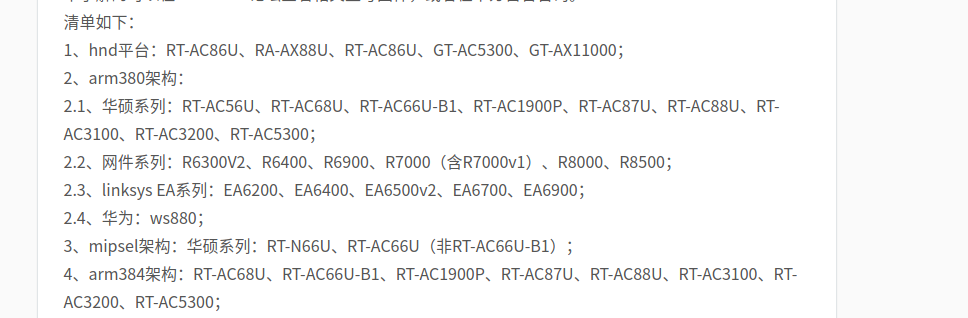 清单如下：
1、hnd平台：RT-AC86U、RA-AX88U、RT-AC86U、GT-AC5300、GT-AX11000；
2、arm380架构：
2.1、华硕系列：RT-AC56U、RT-AC68U、RT-AC66U-B1、RT-AC1900P、RT-AC87U、RT-AC88U、RT-
AC3100、RT-AC3200、RT-AC5300；
2.2、网件系列：R6300V2、R6400、R6900、R7000（含R7000v1）、R8000、R8500；
2.3、linksys EA系列：EA6200、EA6400、EA6500v2、EA6700、EA6900；
2.4、华为：ws880；
3、mipsel架构：华硕系列：RT-N66U、RT-AC66U（非RT-AC66U-B1）；
4、arm384架构：RT-AC68U、RT-AC66U-B1、RT-AC1900P、RT-AC87U、RT-AC88U、RT-AC3100、RT-
AC3200、RT-AC5300；